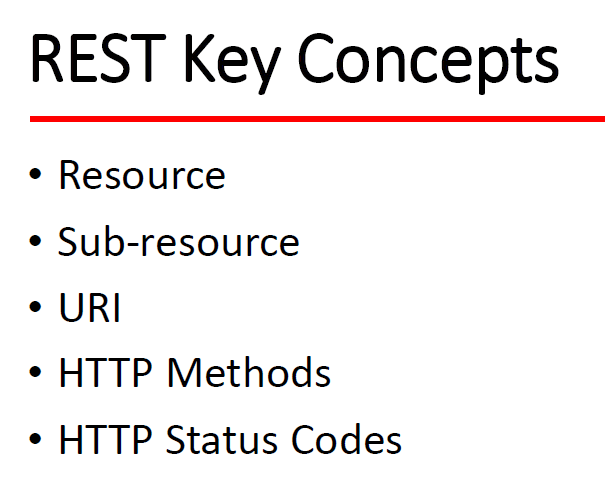 REST Key Concepts
• Resource
• Sub-resource
• URI
• HTTP Methods
• HTTP Status Codes